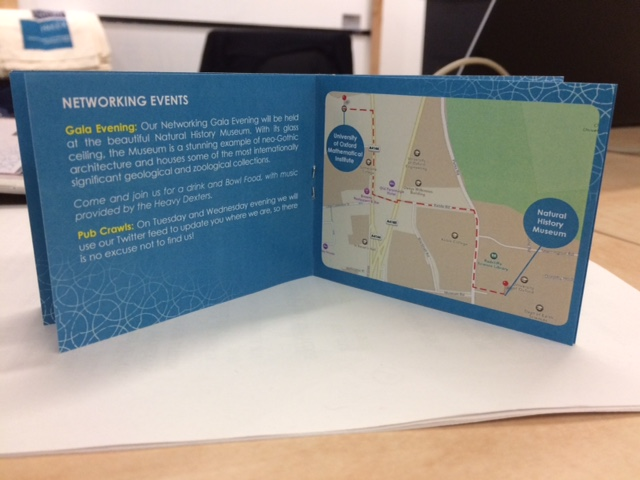 NETWORKING EVENTS
Gala Evening: Our Networking Gala Evening will be held
at the beautiful Natural History Museum. With its glass
ceiling, the Museum is a stunning example of neo-Gothic
architecture and houses some of the most internationally
significant geological and zoological collections.
Come and join us for a drink and Bowl Food, with music
provided by the Heavy Dexters.
Pub Crawls: On Tuesday and Wednesday evening we will
use our Twitter feed to update you where we are, so there
is no excuse not to find us!
University
of Oxford
Mathematical
Institute
Natural
History
Museum